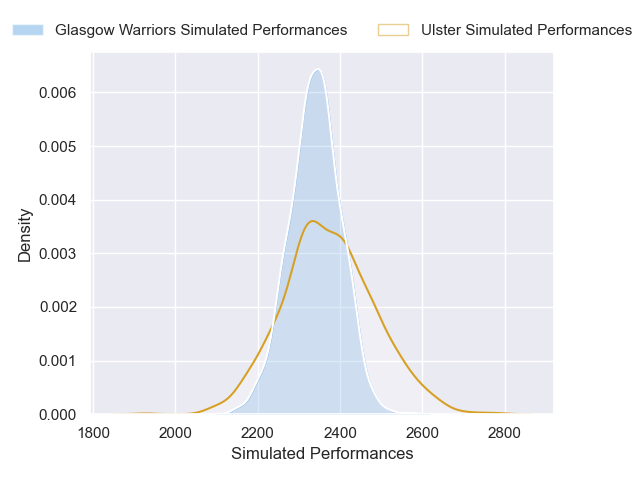 Glasgow Warriors Simulated Performances
Ulster Simulated Performances
0.006
0.005
0.004
0.003
0.002
0.001
0.000
Density
1800 2000 2200 2400 2600 2800
Simulated Performances